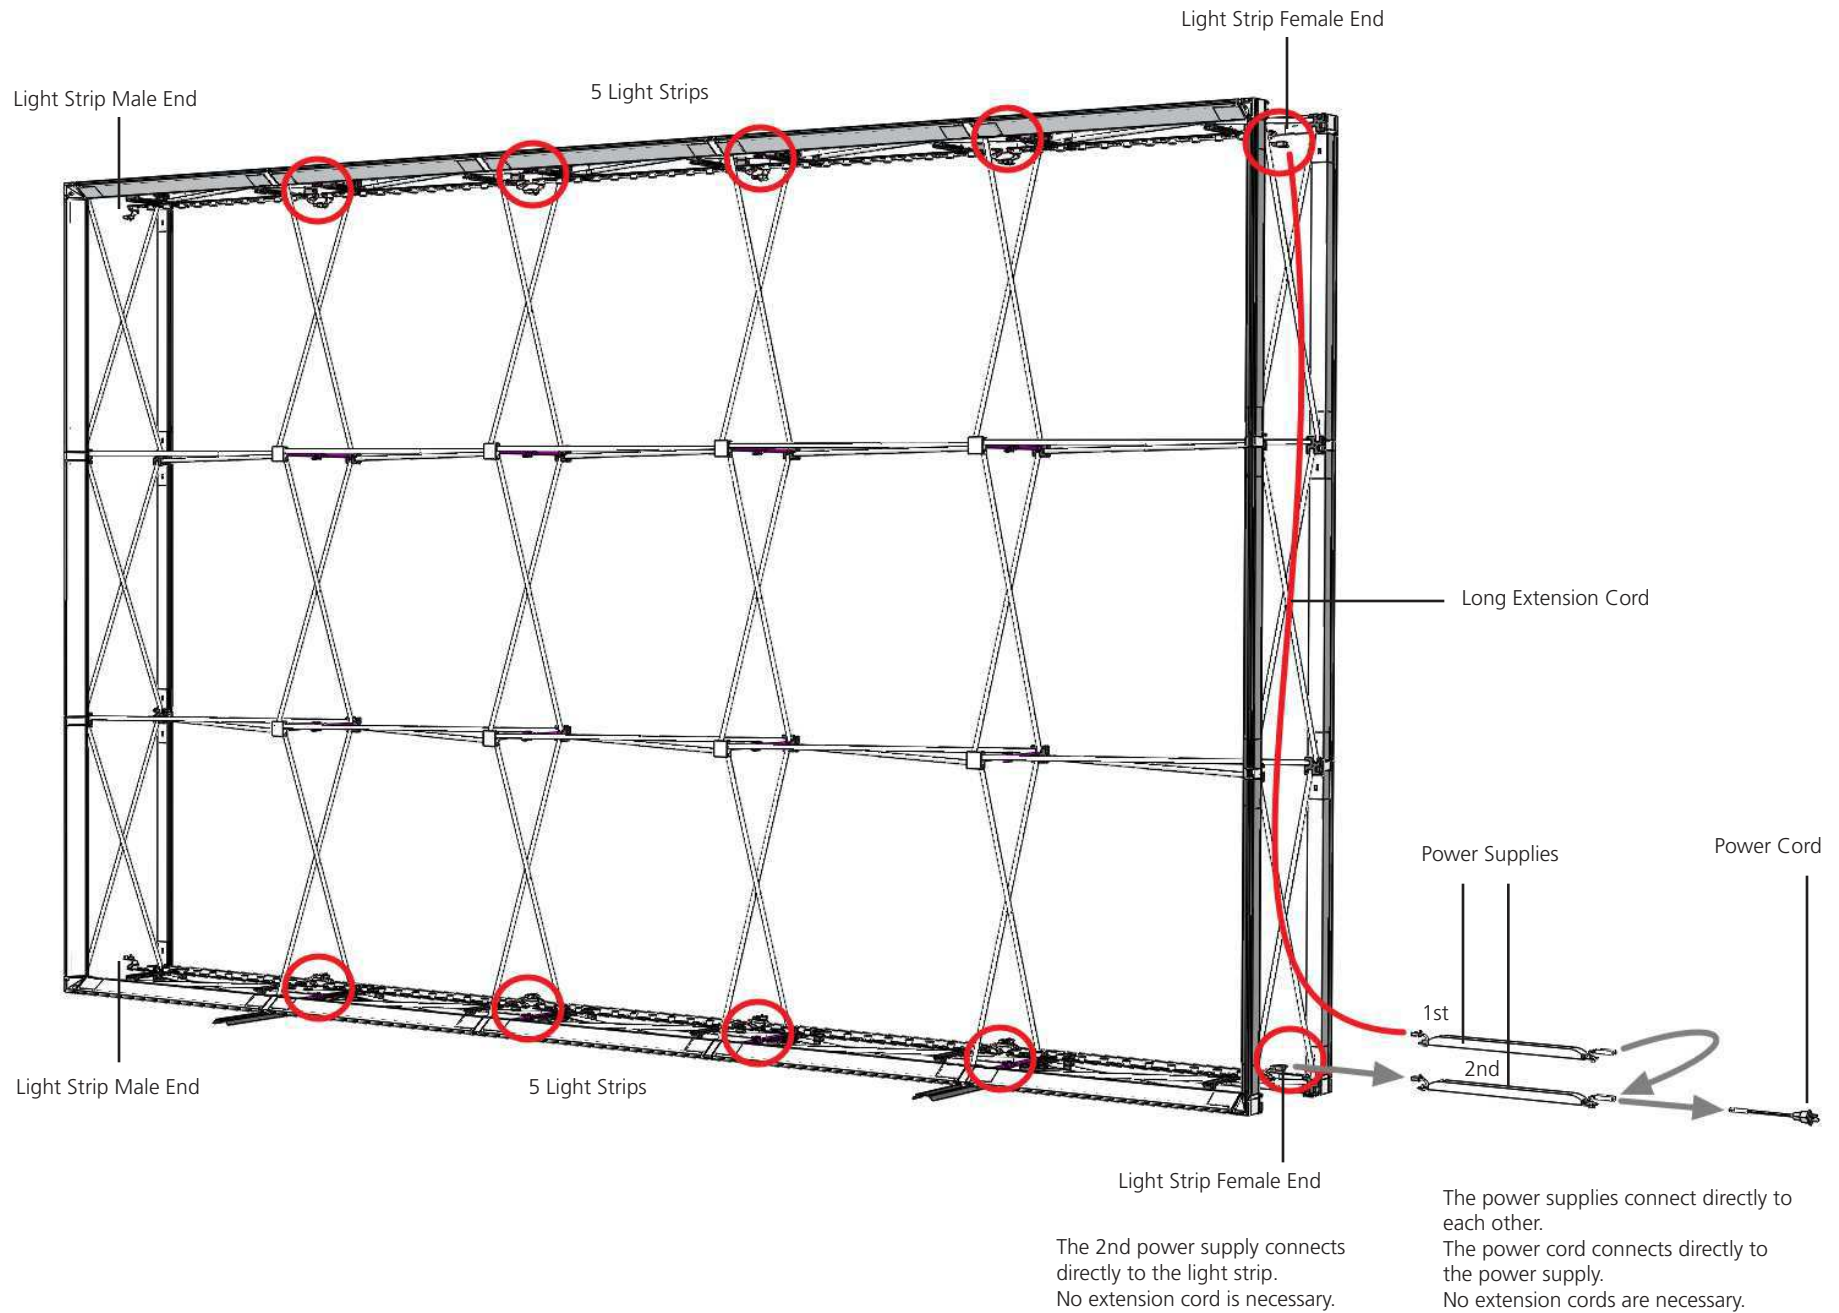 Light Strip Female End
5 Light Strips
Light Strip Male End
Long Extension Cord
Power Supplies
Power Cord
1st
2nd
Light Strip Male End
5 Light Strips
Light Strip Female End
The 2nd power supply connects
directly to the light strip.
No extension cord is necessary.
The power supplies connect directly to
each other.
The power cord connects directly to
the power supply.
No extension cords are necessary.